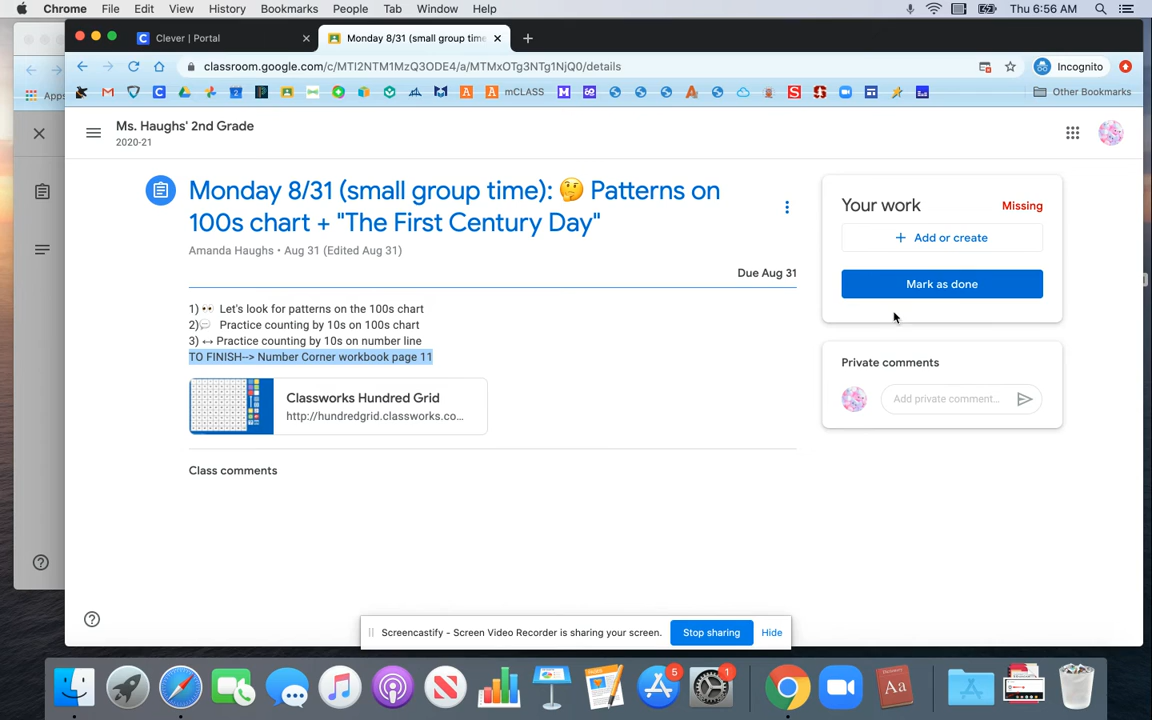 Chrome File Edit View History Bookmarks People Tab Window Help Thu 6:56 AM
Clever | Portal
Monday 8/31 (small group time
classroom.google.com/c/MTI2NTM1MzQ3ODE4/a/MTMxOTg3NTg1NjQ0/details
Incognito
Apps
mCLASS
Other Bookmarks
Ms. Haughs' 2nd Grade
2020-21
Monday 8/31 (small group time): 🤔 Patterns on
100s chart + "The First Century Day"
Amanda Haughs • Aug 31 (Edited Aug 31)
Due Aug 31
1)👀 Let's look for patterns on the 100s chart
2)💬 Practice counting by 10s on 100s chart
3) ↔ Practice counting by 10s on number line
TO FINISH--> Number Corner workbook page 11
Classworks Hundred Grid
http://hundredgrid.classworks.co...
Class comments
Your work
Missing
+ Add or create
Mark as done
Private comments
Add private comment...
Screencastify - Screen Video Recorder is sharing your screen.
Stop sharing
Hide
5
1
Aa